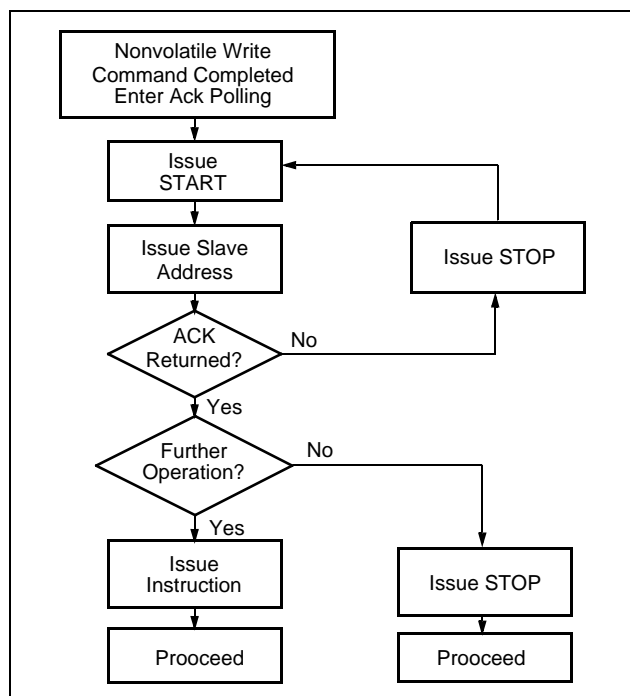 Nonvolatile Write
Command Completed
Enter Ack Polling
Issue
START
Issue Slave
Address
Issue STOP
ACK
Returned?
No
Yes
Further
Operation?
No
Yes
Issue
Instruction
Issue STOP
Prooceed
Prooceed